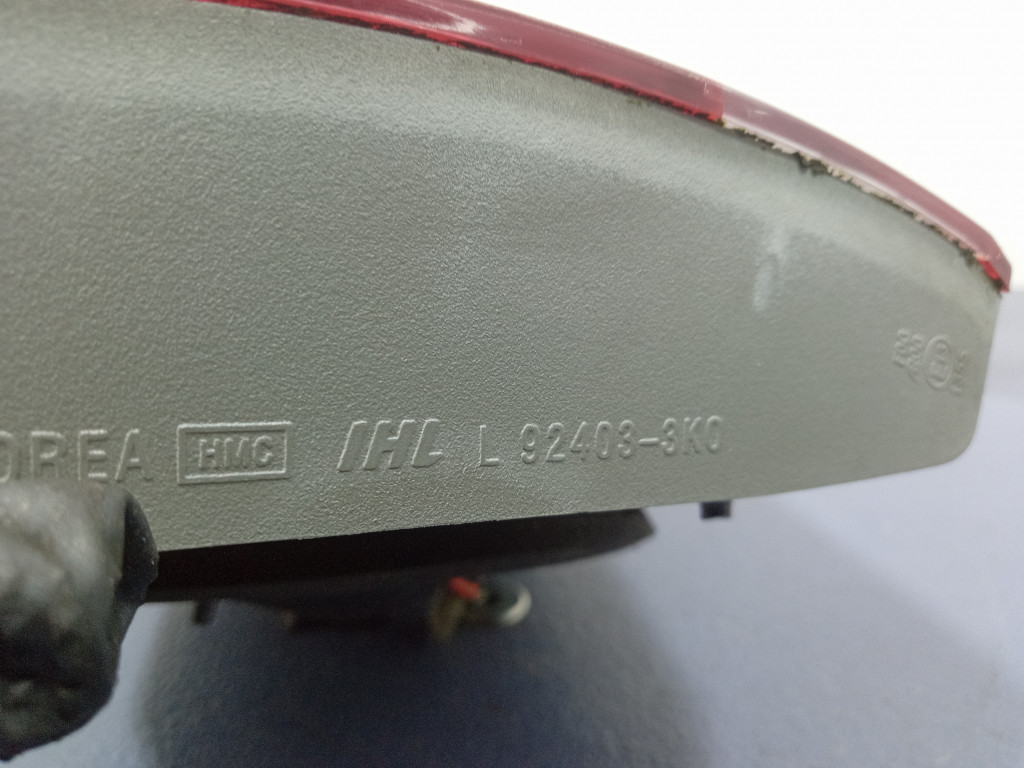 OREA HMC IHL L 92403-3K0